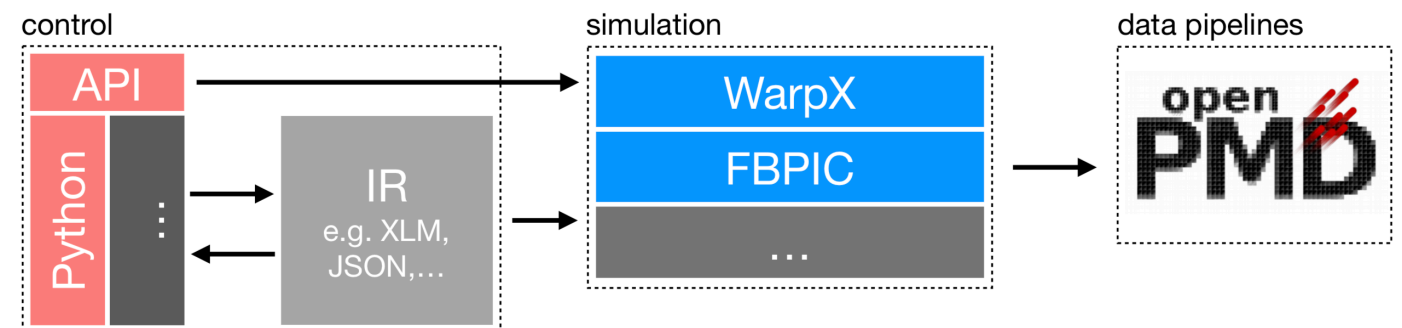 control
simulation
data pipelines
API
Python
...
IR
e.g. XLM,
JSON,...
WarpX
FBPIC
...
open
PMD